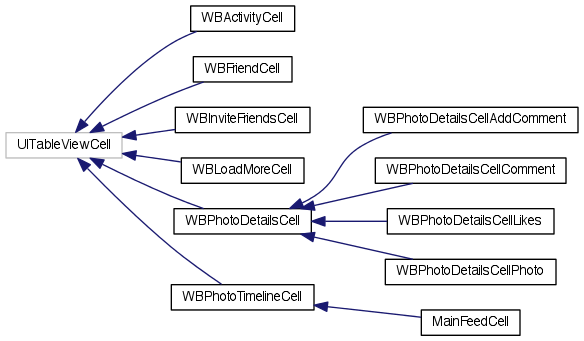 WBActivityCell
WBFriendCell
WBInviteFriendsCell
WBPhotoDetailsCellAddComment
UITableViewCell
WBLoadMoreCell
WBPhotoDetailsCellComment
WBPhotoDetailsCell
WBPhotoDetailsCellLikes
WBPhotoDetailsCellPhoto
WBPhotoTimelineCell
MainFeedCell